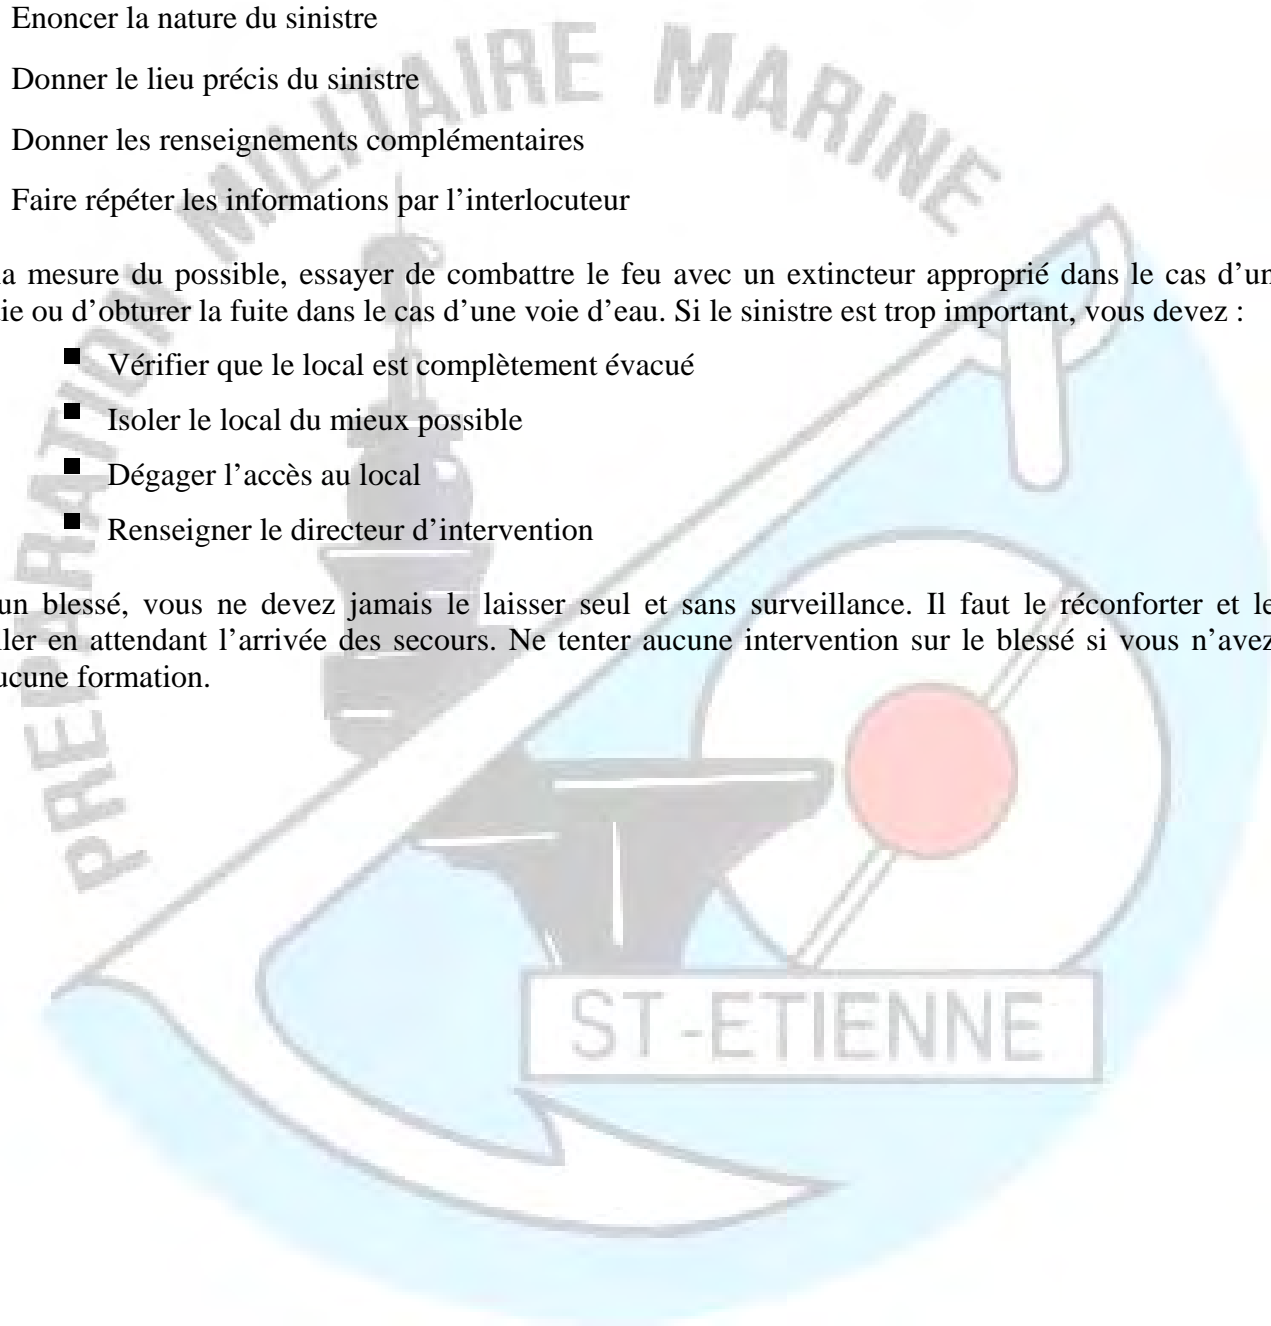 Enoncer la nature du sinistre
Donner le lieu précis du sinistre
Donner les renseignements complémentaires
Faire répéter les informations par l’interlocuteur
la mesure du possible, essayer de combattre le feu avec un extincteur approprié dans le cas d’un
ie ou d’obturer la fuite dans le cas d’une voie d’eau. Si le sinistre est trop important, vous devez :
Vérifier que le local est complètement évacué
Isoler le local du mieux possible
Dégager l’accès au local
Renseigner le directeur d’intervention
un blessé, vous ne devez jamais le laisser seul et sans surveillance. Il faut le réconforter et le
ller en attendant l’arrivée des secours. Ne tenter aucune intervention sur le blessé si vous n’avez
ucune formation.
PREPARATION MILITAIRE MARINE
ST-ETIENNE